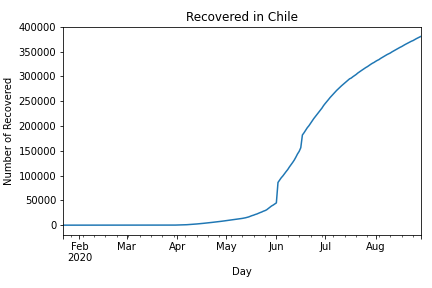 Recovered in Chile
400000
350000
300000
250000
200000
150000
100000
50000
0
Number of Recovered
Feb Mar Apr May Jun Jul Aug
2020
Day